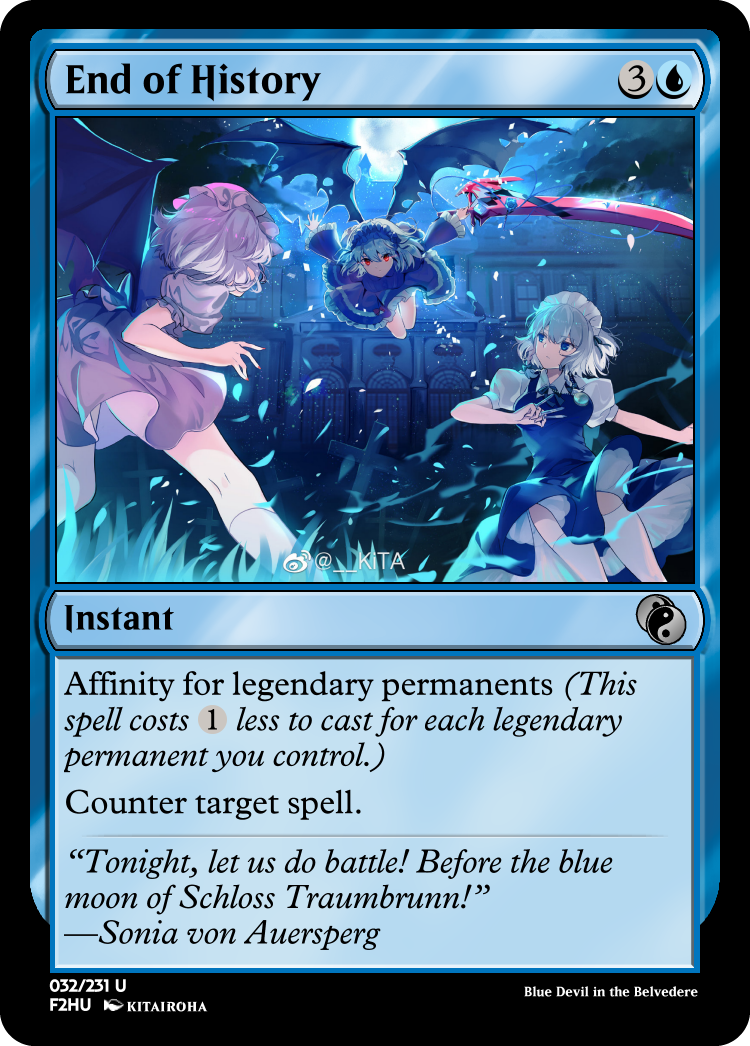 End of History
3
@__KiTA
Instant
Affinity for legendary permanents (This
spell costs 1 less to cast for each legendary
permanent you control.)
Counter target spell.
“Tonight, let us do battle! Before the blue
moon of Schloss Traumbrunn!”
—Sonia von Auersperg
032/231 U
F2HU KITAIROHA
Blue Devil in the Belvedere